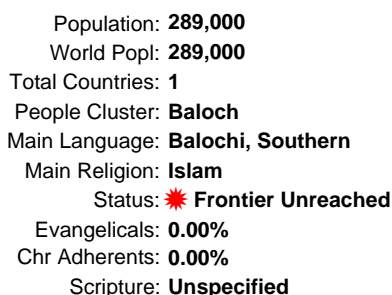 Population: 289,000
World Popl: 289,000
Total Countries: 1
People Cluster: Baloch
Main Language: Balochi, Southern
Main Religion: Islam
Status: Frontier Unreached
Evangelicals: 0.00%
Chr Adherents: 0.00%
Scripture: Unspecified